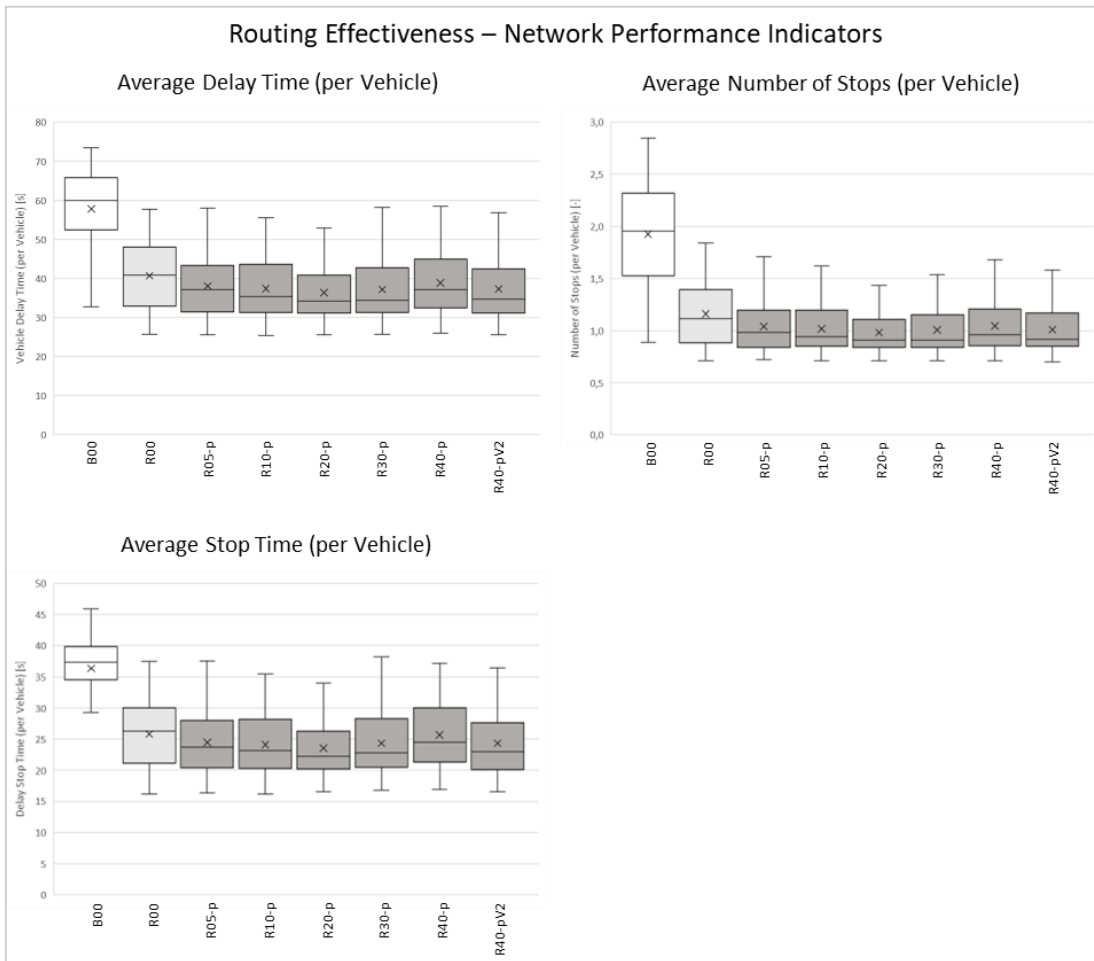 Routing Effectiveness – Network Performance Indicators
Average Delay Time (per Vehicle)
Vehicle Delay Time (per Vehicle) [s]
80
70
60
50
40
30
20
10
0
B00
R00
R05-p
R10-p
R20-p
R30-p
R40-p
R40-pV2
Average Number of Stops (per Vehicle)
Number of Stops (per Vehicle) [-]
3,0
2,5
2,0
1,5
1,0
0,5
0,0
B00
R00
R05-p
R10-p
R20-p
R30-p
R40-p
R40-pV2
Average Stop Time (per Vehicle)
Delay Stop Time (per Vehicle) [s]
50
45
40
35
30
25
20
15
10
5
0
B00
R00
R05-p
R10-p
R20-p
R30-p
R40-p
R40-pV2